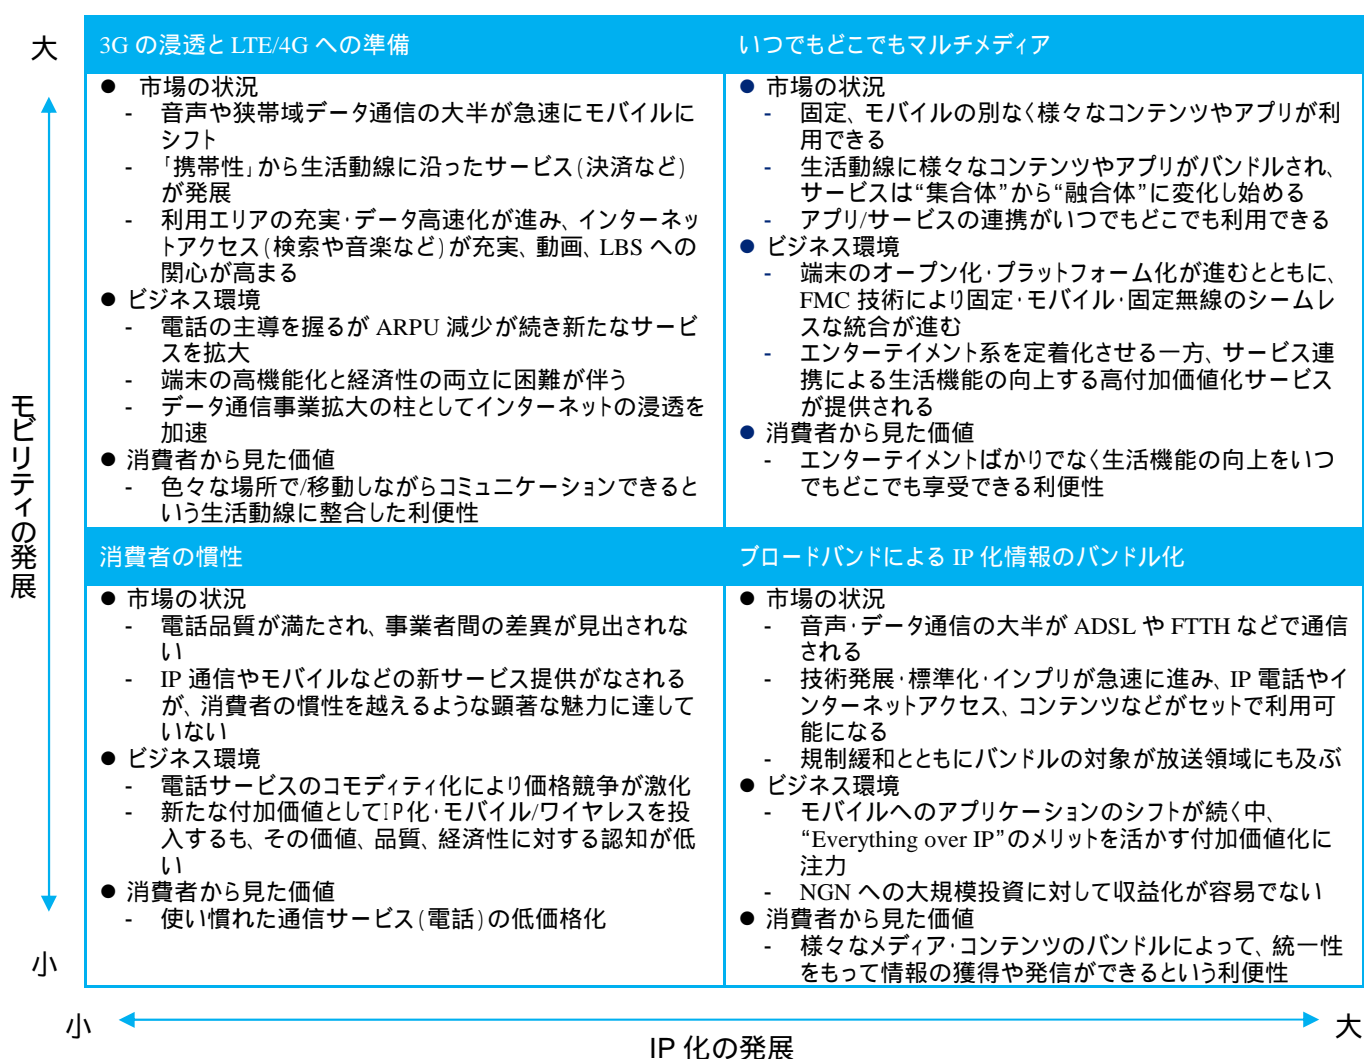 大
モビリティの発展
小
3G の浸透と LTE/4G への準備
● 市場の状況
- 音声や狭帯域データ通信の大半が急速にモバイルに
シフト
- 「携帯性」から生活動線に沿ったサービス(決済など)
が発展
- 利用エリアの充実・データ高速化が進み、インターネッ
トアクセス(検索や音楽など)が充実、動画、LBS への
関心が高まる
● ビジネス環境
- 電話の主導を握るが ARPU 減少が続き新たなサービ
スを拡大
- 端末の高機能化と経済性の両立に困難が伴う
- データ通信事業拡大の柱としてインターネットの浸透を
加速
● 消費者から見た価値
- 色々な場所で/移動しながらコミュニケーションできると
いう生活動線に整合した利便性
いつでもどこでもマルチメディア
● 市場の状況
- 固定、モバイルの別なく様々なコンテンツやアプリが利
用できる
- 生活動線に様々なコンテンツやアプリがバンドルされ、
サービスは“集合体”から“融合体”に変化し始める
- アプリ/サービスの連携がいつでもどこでも利用できる
● ビジネス環境
- 端末のオープン化・プラットフォーム化が進むとともに、
FMC 技術により固定・モバイル・固定無線のシームレ
スな統合が進む
- エンターテイメント系を定着化させる一方、サービス連
携による生活機能の向上する高付加価値化サービス
が提供される
● 消費者から見た価値
- エンターテイメントばかりでなく生活機能の向上をいつ
でもどこでも享受できる利便性
消費者の慣性
● 市場の状況
- 電話品質が満たされ、事業者間の差異が見出されな
い
- IP 通信やモバイルなどの新サービス提供がなされる
が、消費者の慣性を越えるような顕著な魅力に達して
いない
● ビジネス環境
- 電話サービスのコモディティ化により価格競争が激化
- 新たな付加価値としてIP化・モバイル/ワイヤレスを投
入するも、その価値、品質、経済性に対する認知が低
い
● 消費者から見た価値
- 使い慣れた通信サービス(電話)の低価格化
ブロードバンドによる IP 化情報のバンドル化
● 市場の状況
- 音声・データ通信の大半が ADSL や FTTH などで通信
される
- 技術発展・標準化・インプリが急速に進み、IP 電話やイ
ンターネットアクセス、コンテンツなどがセットで利用可
能になる
- 規制緩和とともにバンドルの対象が放送領域にも及ぶ
● ビジネス環境
- モバイルへのアプリケーションのシフトが続く中、
“Everything over IP”のメリットを活かす付加価値化に
注力
- NGN への大規模投資に対して収益化が容易でない
● 消費者から見た価値
- 様々なメディア・コンテンツのバンドルによって、統一性
をもって情報の獲得や発信ができるという利便性
小
大
IP 化の発展